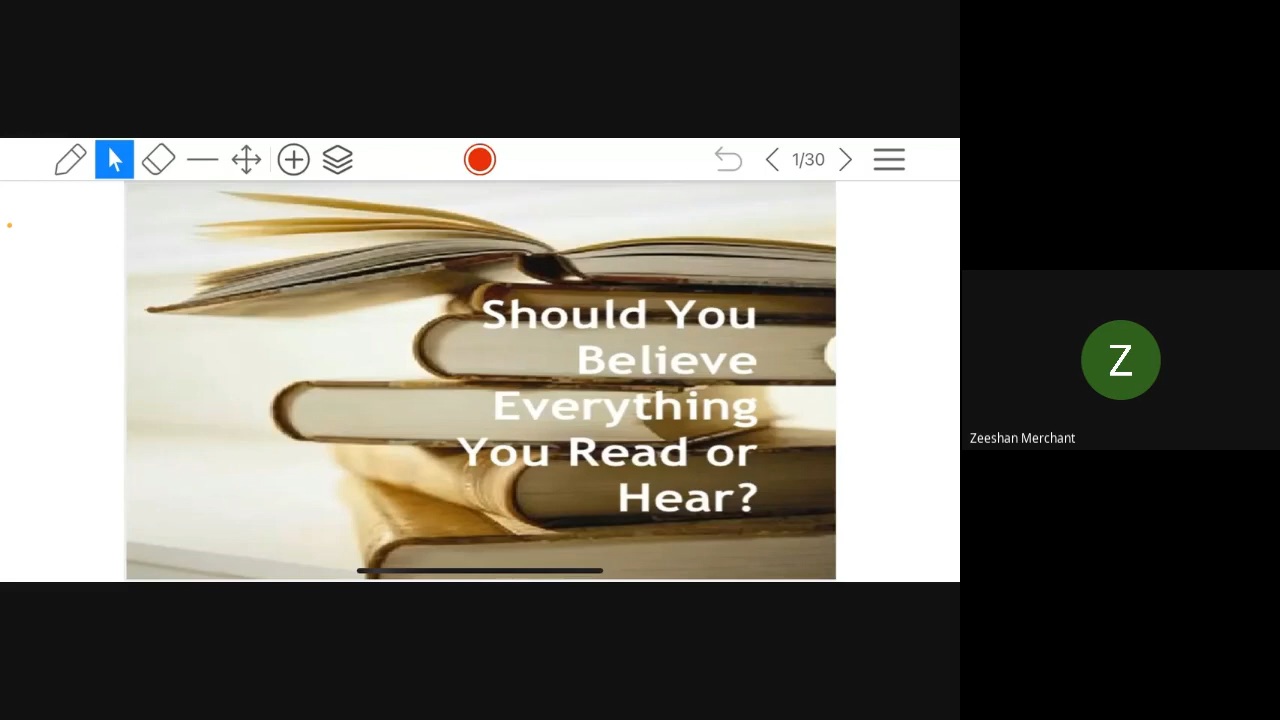 1/30
Should You
Believe
Everything
You Read or
Hear?
Z
Zeeshan Merchant